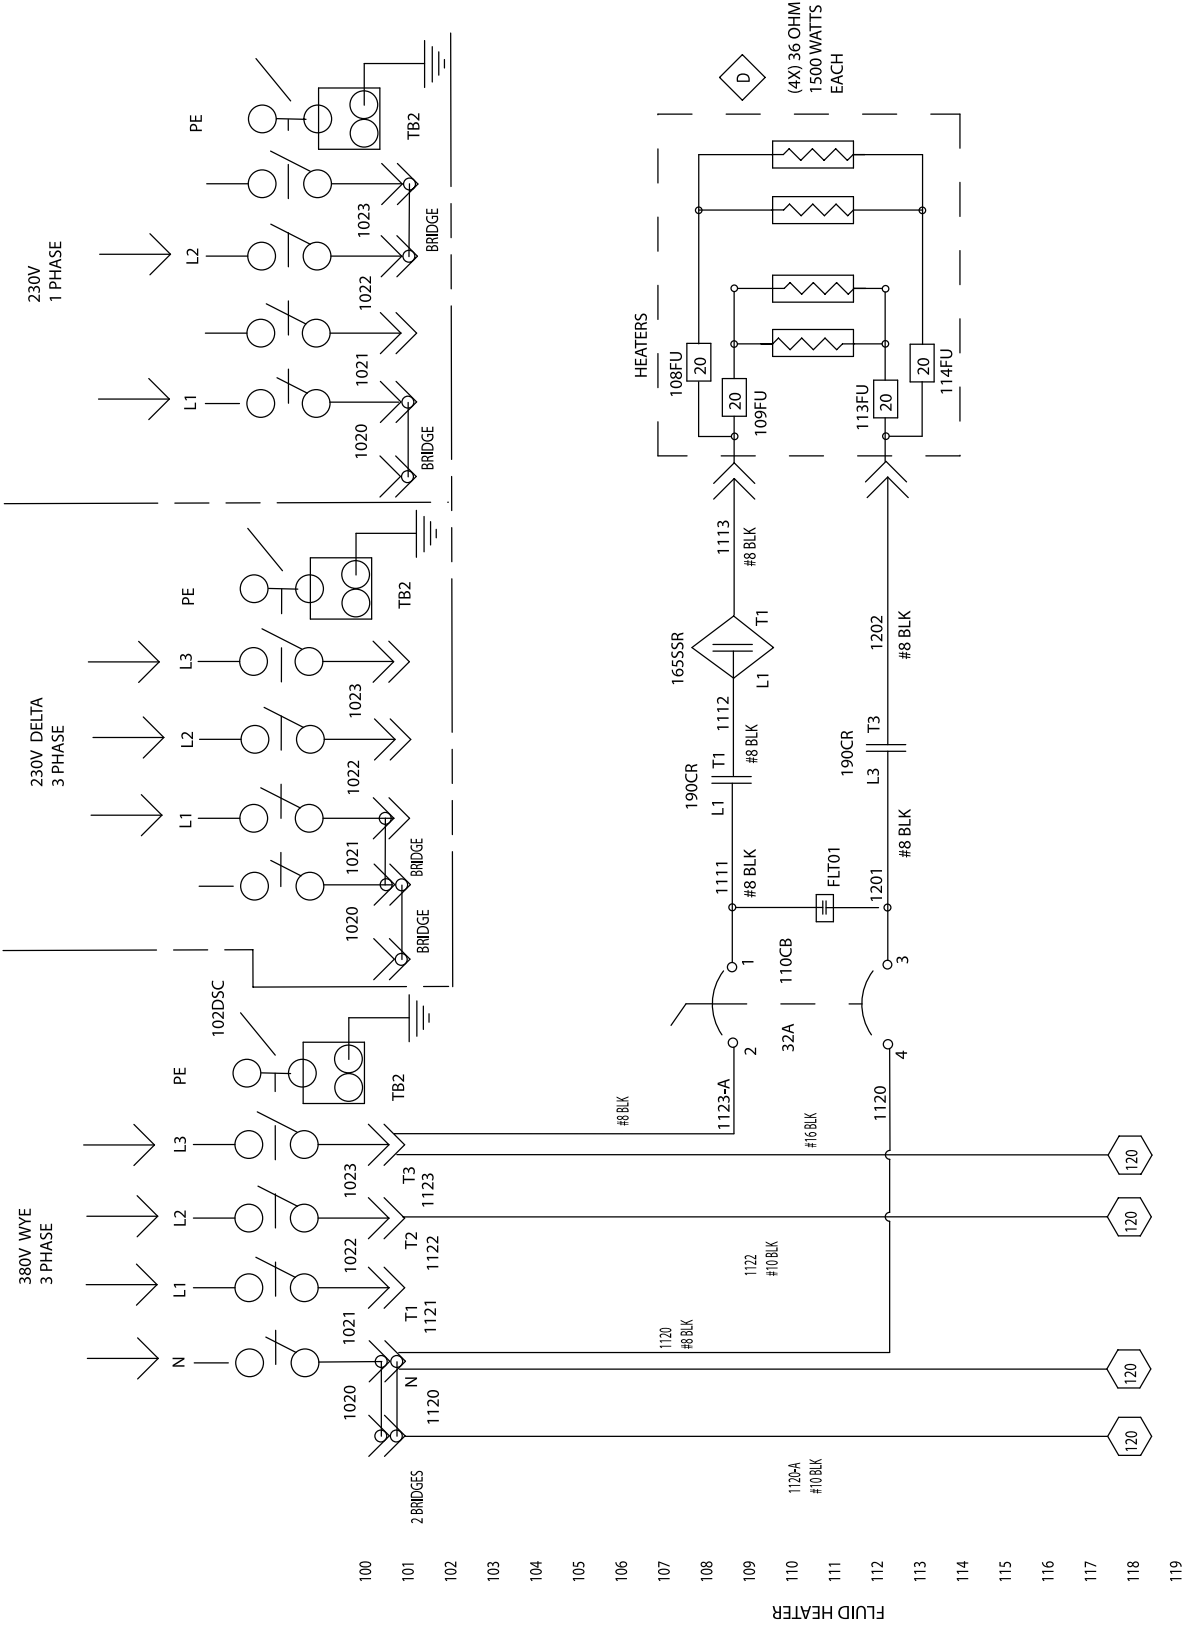 FLUID HEATER
100
101
102
103
104
105
106
107
108
109
110
111
112
113
114
115
116
117
118
119
380V WYE
3 PHASE
N
L1
L2
L3
PE
102DSC
1020
1021
1022
1023
TB2
2 BRIDGES
N
1120
T1
1121
T2
1122
T3
1123
1120-A
#10 BLK
1120
#8 BLK
1122
#10 BLK
#16 BLK
#8 BLK
120
120
120
120
230V DELTA
3 PHASE
L1
L2
L3
PE
1020
1021
1022
1023
TB2
BRIDGE
BRIDGE
230V
1 PHASE
L1
L2
PE
1020
1021
1022
1023
TB2
BRIDGE
BRIDGE
1123-A
1120
2
1
4
3
32A
110CB
1111
#8 BLK
FLT01
1201
#8 BLK
190CR
L1
T1
1112
#8 BLK
190CR
L3
T3
165SSR
L1
T1
1202
#8 BLK
1113
#8 BLK
HEATERS
108FU
20
20
109FU
113FU
20
20
114FU
D
(4X) 36 OHM
1500 WATTS
EACH